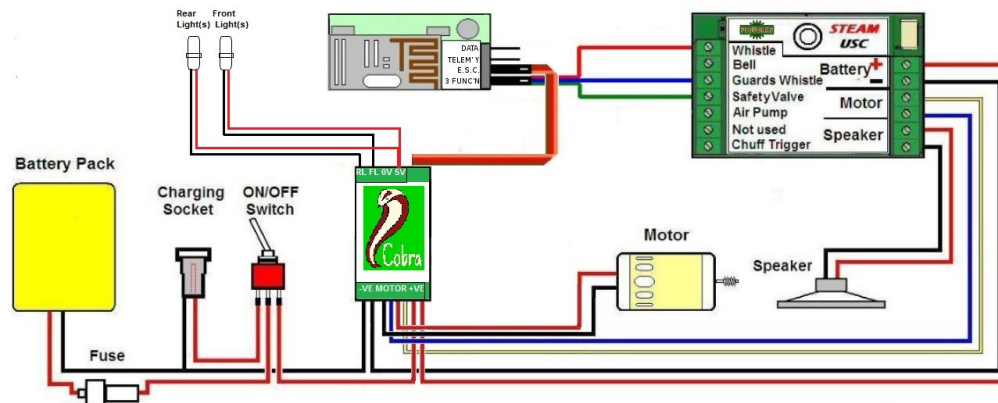 Rear
Light(s)
Front
Light(s)
DATA
TELEM'Y
E.S.C.
3 FUNC'N
STEAM
USC
Whistle
Bell
Guards Whistle
Safety Valve
Air Pump
Not used
Chuff Trigger
Battery + -
Motor
Speaker
Battery Pack
Charging
Socket
ON/OFF
Switch
RL FL 0V 5V
Cobra
-VE MOTOR +VE
Motor
Speaker
Fuse